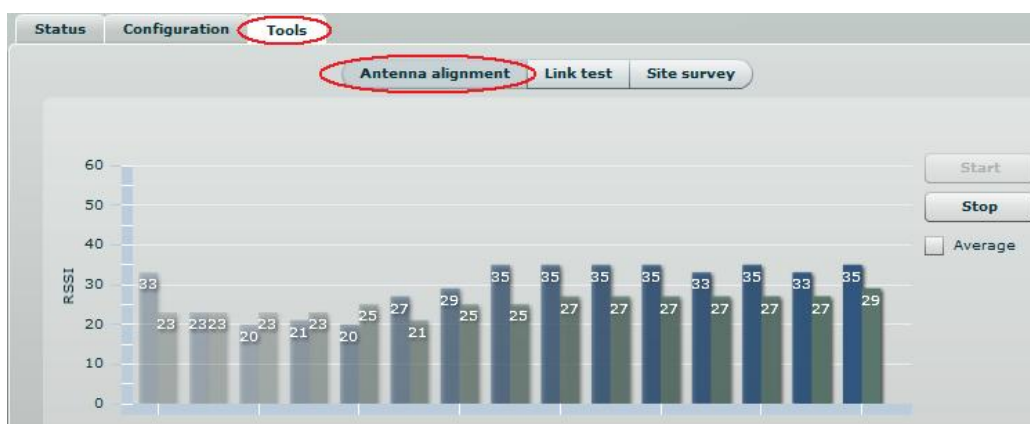 Status Configuration Tools
Antenna alignment Link test Site survey
60
Start
50
Stop
40
Average
RSSI
30
20
10
0
33 23 23 23 20 23 21 23 20 25 27 21 29 25 35 25 35 27 35 27 35 27 33 27 35 27 33 27 35 29